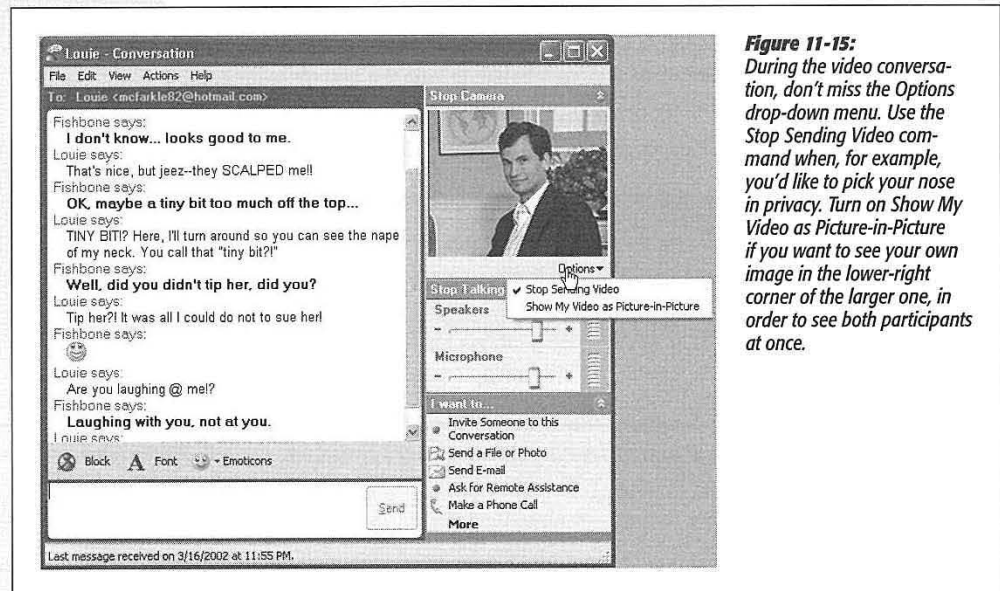 Louie - Conversation
File Edit View Actions Help
To: Louie <mcfarkle82@hotmail.com>
Fishbone says:
I don't know... looks good to me.
Louie says:
That's nice, but jeez--they SCALPED me!!
Fishbone says:
OK, maybe a tiny bit too much off the top...
Louie says:
TINY BIT!? Here, I'll turn around so you can see the nape
of my neck. You call that "tiny bit?!"
Fishbone says:
Well, did you didn't tip her, did you?
Louie says:
Tip her?! It was all I could do not to sue her!
Fishbone says:
Louie says:
Are you laughing @ me!?
Fishbone says:
Laughing with you, not at you.
Louie says:
Block A Font Emoticons
Send
Last message received on 3/16/2002 at 11:55 PM.
Stop Camera
Options
Stop Sending Video
Show My Video as Picture-in-Picture
Stop Talking
Speakers
- +
Microphone
- +
I want to...
Invite Someone to this
Conversation
Send a File or Photo
Send E-mail
Ask for Remote Assistance
Make a Phone Call
More
Figure 11-15:
During the video conversa-
tion, don't miss the Options
drop-down menu. Use the
Stop Sending Video com-
mand when, for example,
you'd like to pick your nose
in privacy. Turn on Show My
Video as Picture-in-Picture
if you want to see your own
image in the lower-right
corner of the larger one, in
order to see both participants
at once.